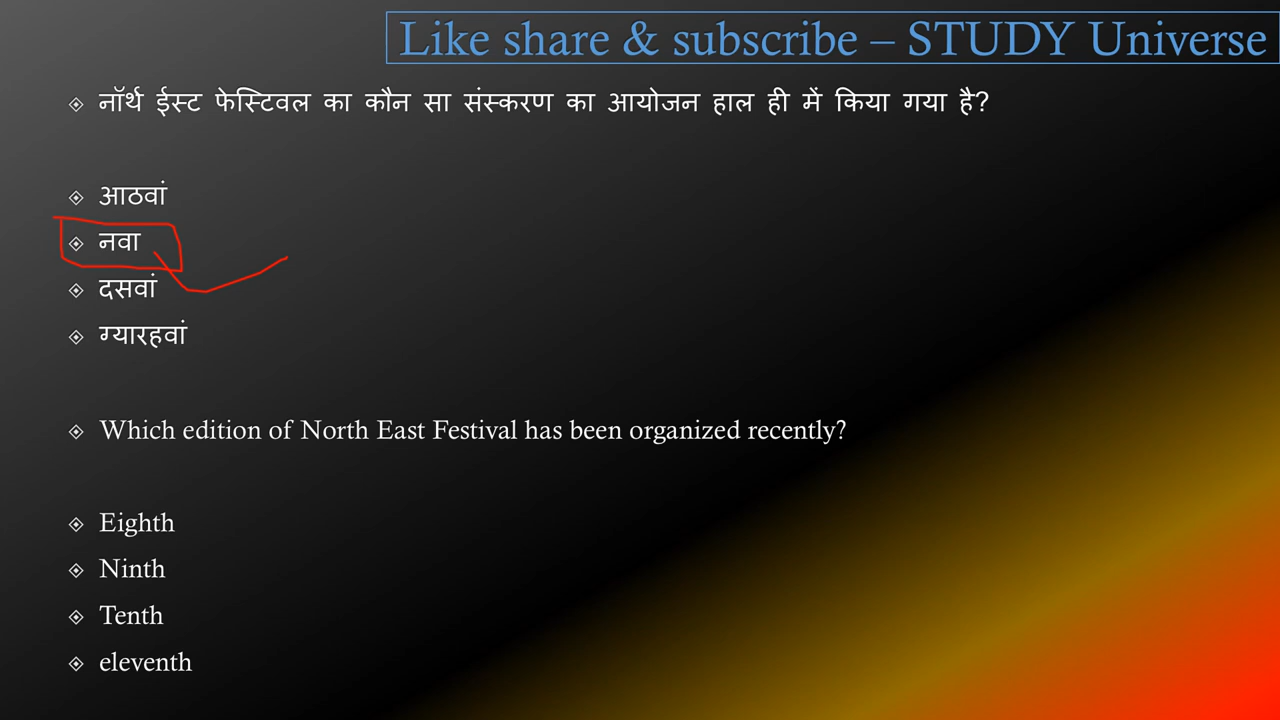 Like share & subscribe – STUDY Universe
नॉर्थ ईस्ट फेस्टिवल का कौन सा संस्करण का आयोजन हाल ही में किया गया है?
आठवां
नवा
दसवां
ग्यारहवां
Which edition of North East Festival has been organized recently?
Eighth
Ninth
Tenth
eleventh